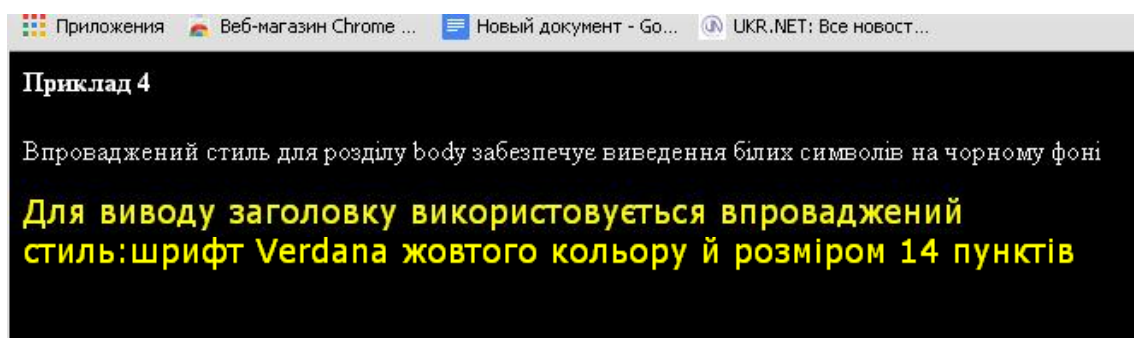 Приложения Веб-магазин Chrome ... Новый документ - Go... UKR.NET: Все новост...
Приклад 4
Впроваджений стиль для розділу body забезпечує виведення білих символів на чорному фоні
Для виводу заголовку використовується впроваджений
стиль:шрифт Verdana жовтого кольору й розміром 14 пунктів